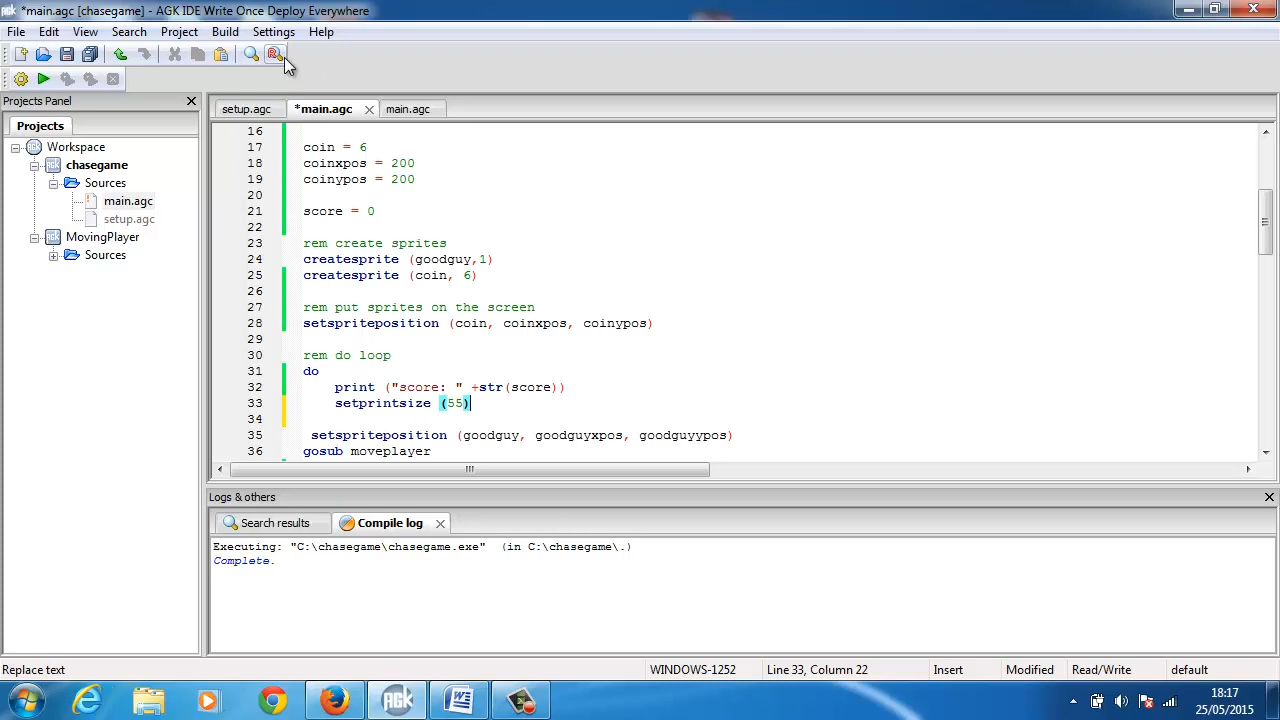 *main.agc [chasegame] - AGK IDE Write Once Deploy Everywhere
File Edit View Search Project Build Settings Help
Projects Panel
Projects
Workspace
chasegame
Sources
main.agc
setup.agc
MovingPlayer
Sources
setup.agc *main.agc main.agc
16
17 coin = 6
18 coinxpos = 200
19 coinypos = 200
20
21 score = 0
22
23 rem create sprites
24 createsprite (goodguy,1)
25 createsprite (coin, 6)
26
27 rem put sprites on the screen
28 setspriteposition (coin, coinxpos, coinypos)
29
30 rem do loop
31 do
32 print ("score: " +str(score))
33 setprintsize (55)
34
35 setspriteposition (goodguy, goodguyxpos, goodguyypos)
36 gosub moveplayer
Logs & others
Search results Compile log
Executing: "C:\chasegame\chasegame.exe" (in C:\chasegame\.)
Complete.
Replace text WINDOWS-1252 Line 33, Column 22 Insert Modified Read/Write default
AGK
18:17
25/05/2015